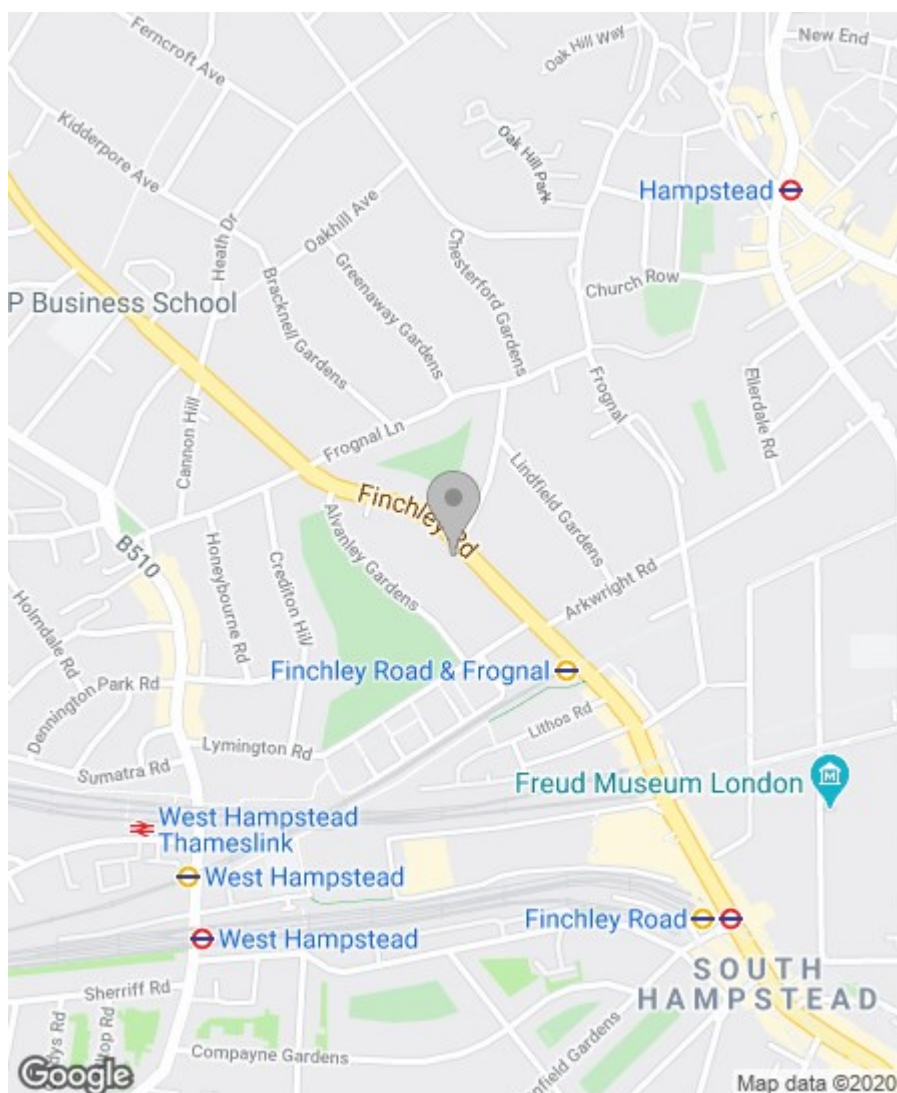 Ferncroft Ave
Oak Hill Way
New End
Kidderpore Ave
Oak Hill Park
Hampstead
Oakhill Ave
Heath Dr
Chesterford Gardens
Greenaway Gardens
Church Row
P Business School
Bracknell Gardens
Frognal
Ellerdale Rd
Cannon Hill
Frognal Ln
Lindfield Gardens
Finchley Rd
B510
Alvanley Gardens
Honeybourne Rd
Crediton Hill
Arkwright Rd
Holmdale Rd
Finchley Road & Frognal
Dennington Park Rd
Lithos Rd
Lymington Rd
Sumatra Rd
Freud Museum London
West Hampstead
Thameslink
West Hampstead
Finchley Road
West Hampstead
SOUTH
HAMPSTEAD
Sherriff Rd
Compayne Gardens
Google
Map data ©2020